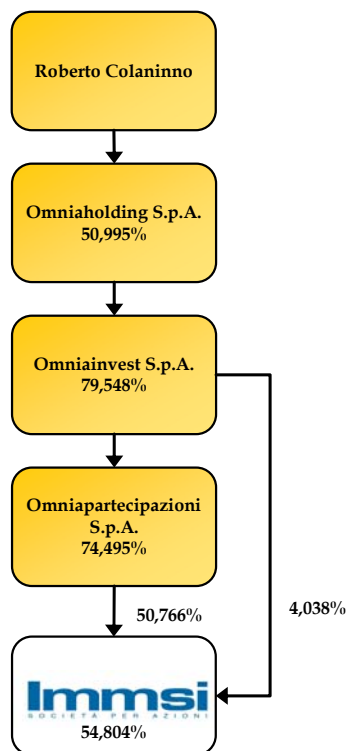 Roberto Colaninno
Omniaholding S.p.A.
50,995%
Omniainvest S.p.A.
79,548%
Omniapartecipazioni
S.p.A.
74,495%
50,766%
4,038%
Immsi
SOCIETÀ PER AZIONI
54,804%